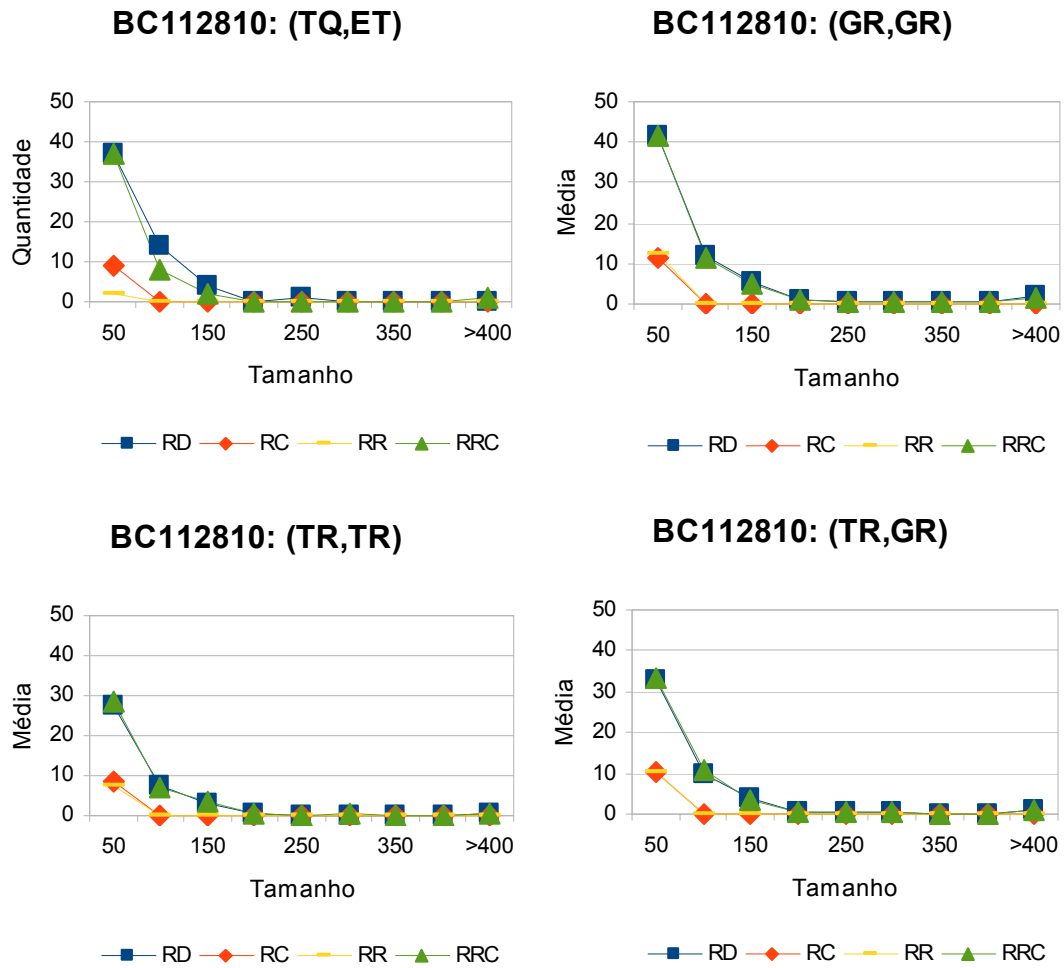 BC112810: (TQ,ET)
50
40
30
20
10
0
Quantidade
50 150 250 350 >400
Tamanho
RD RC RR RRC
BC112810: (GR,GR)
50
40
30
20
10
0
Média
50 150 250 350 >400
Tamanho
RD RC RR RRC
BC112810: (TR,TR)
50
40
30
20
10
0
Média
50 150 250 350 >400
Tamanho
RD RC RR RRC
BC112810: (TR,GR)
50
40
30
20
10
0
Média
50 150 250 350 >400
Tamanho
RD RC RR RRC